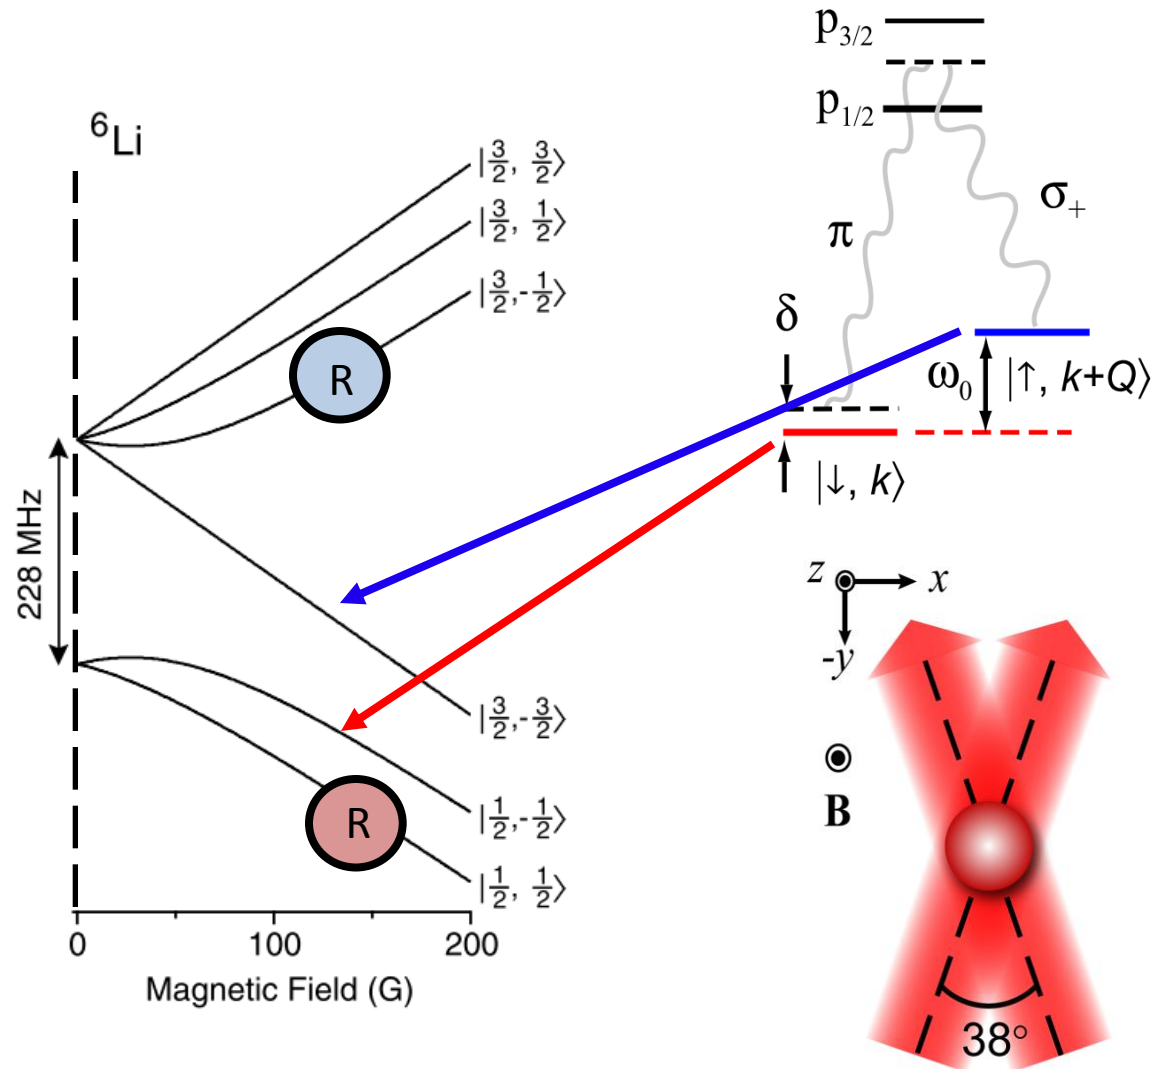 ⁶Li
|3/2, 3/2⟩
|3/2, 1/2⟩
|3/2,-1/2⟩
R
228 MHz
|3/2,-3/2⟩
|1/2,-1/2⟩
R
|1/2, 1/2⟩
0
100
200
Magnetic Field (G)
p3/2
p1/2
π
σ+
δ
ω0
|↑, k+Q⟩
|↓, k⟩
z
x
-y
B
38°